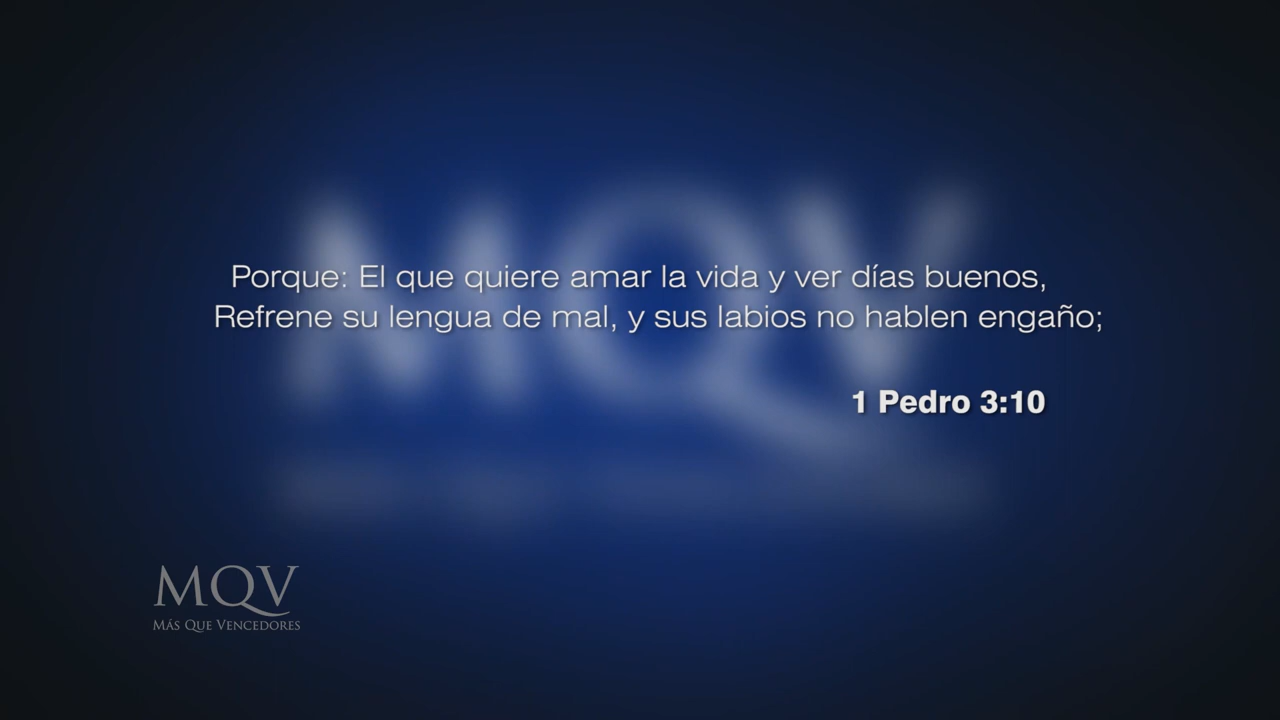 Porque: El que quiere amar la vida y ver días buenos,
Refrene su lengua de mal, y sus labios no hablen engaño;
1 Pedro 3:10
MQV
MQV
MÁS QUE VENCEDORES